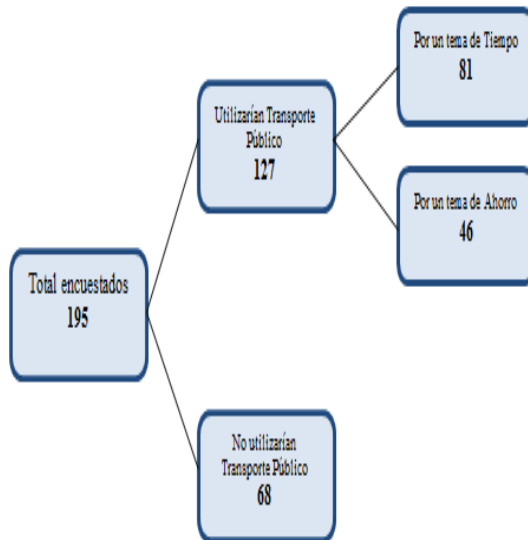 Por un tema de Tiempo
81
Utilizarían Transporte
Público
127
Por un tema de Ahorro
46
Total encuestados
195
No utilizarían
Transporte Público
68